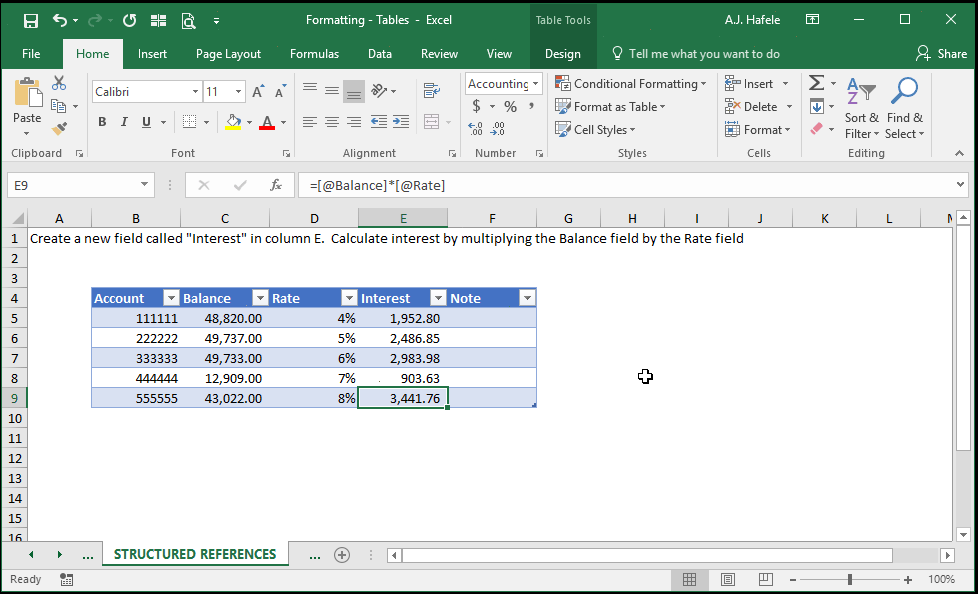 Formatting - Tables - Excel Table Tools A.J. Hafele
File Home Insert Page Layout Formulas Data Review View Design Tell me what you want to do Share
Calibri 11 A A Accounting Conditional Formatting Insert Σ A Z
Paste B I U A $ % , Format as Table Delete Sort & Find &
.0 .00 .00 .0 Cell Styles Format Filter Select
Clipboard Font Alignment Number Styles Cells Editing
E9 fx =[@Balance]*[@Rate]
A B C D E F G H I J K L
1 Create a new field called "Interest" in column E. Calculate interest by multiplying the Balance field by the Rate field
2
3
4 Account Balance Rate Interest Note
5 111111 48,820.00 4% 1,952.80
6 222222 49,737.00 5% 2,486.85
7 333333 49,733.00 6% 2,983.98
8 444444 12,909.00 7% 903.63
9 555555 43,022.00 8% 3,441.76
10
11
12
13
14
15
16
... STRUCTURED REFERENCES ...
Ready 100%